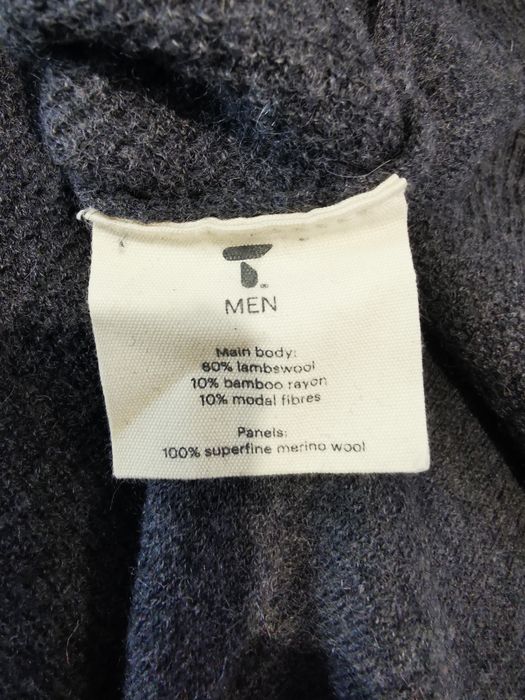 T®
MEN
Main body:
80% lambswool
10% bamboo rayon
10% modal fibres
Panels:
100% superfine merino wool